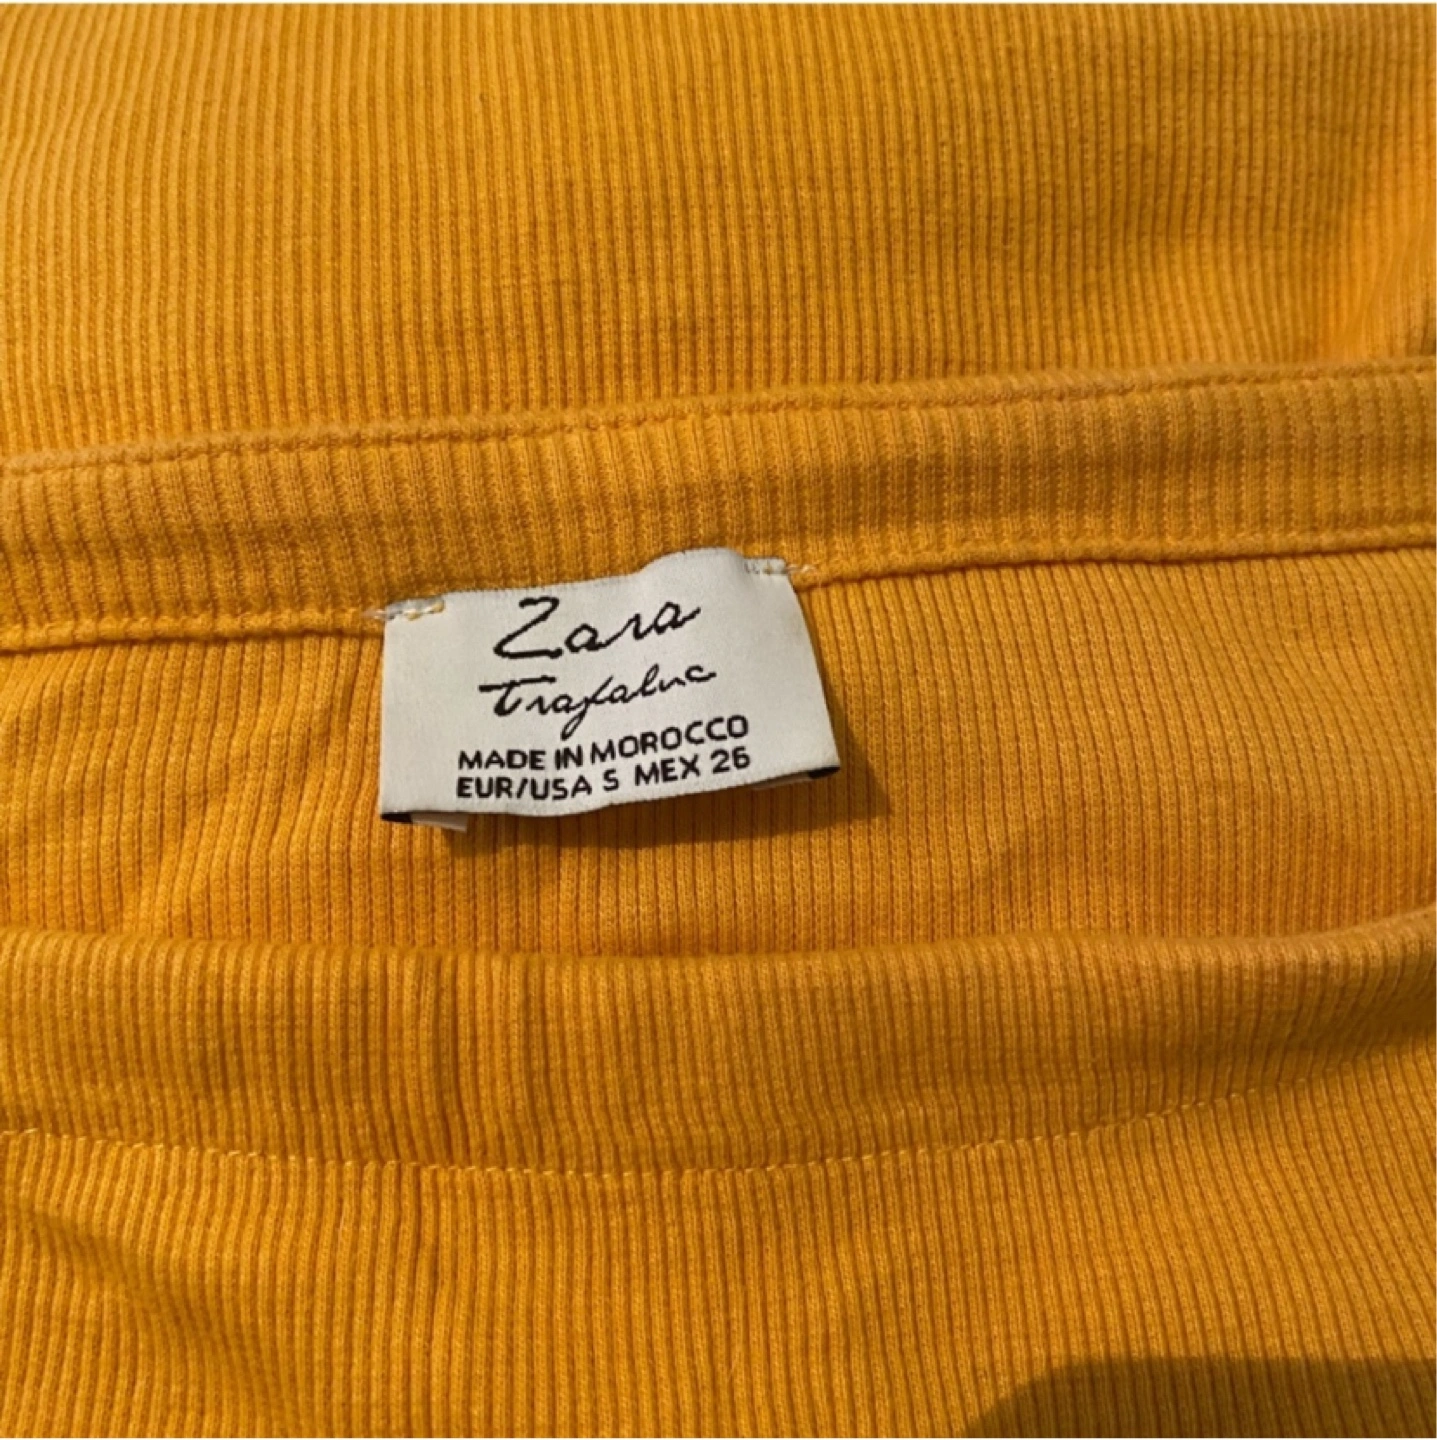 Zara
Trafaluc
MADE IN MOROCCO
EUR/USA S MEX 26